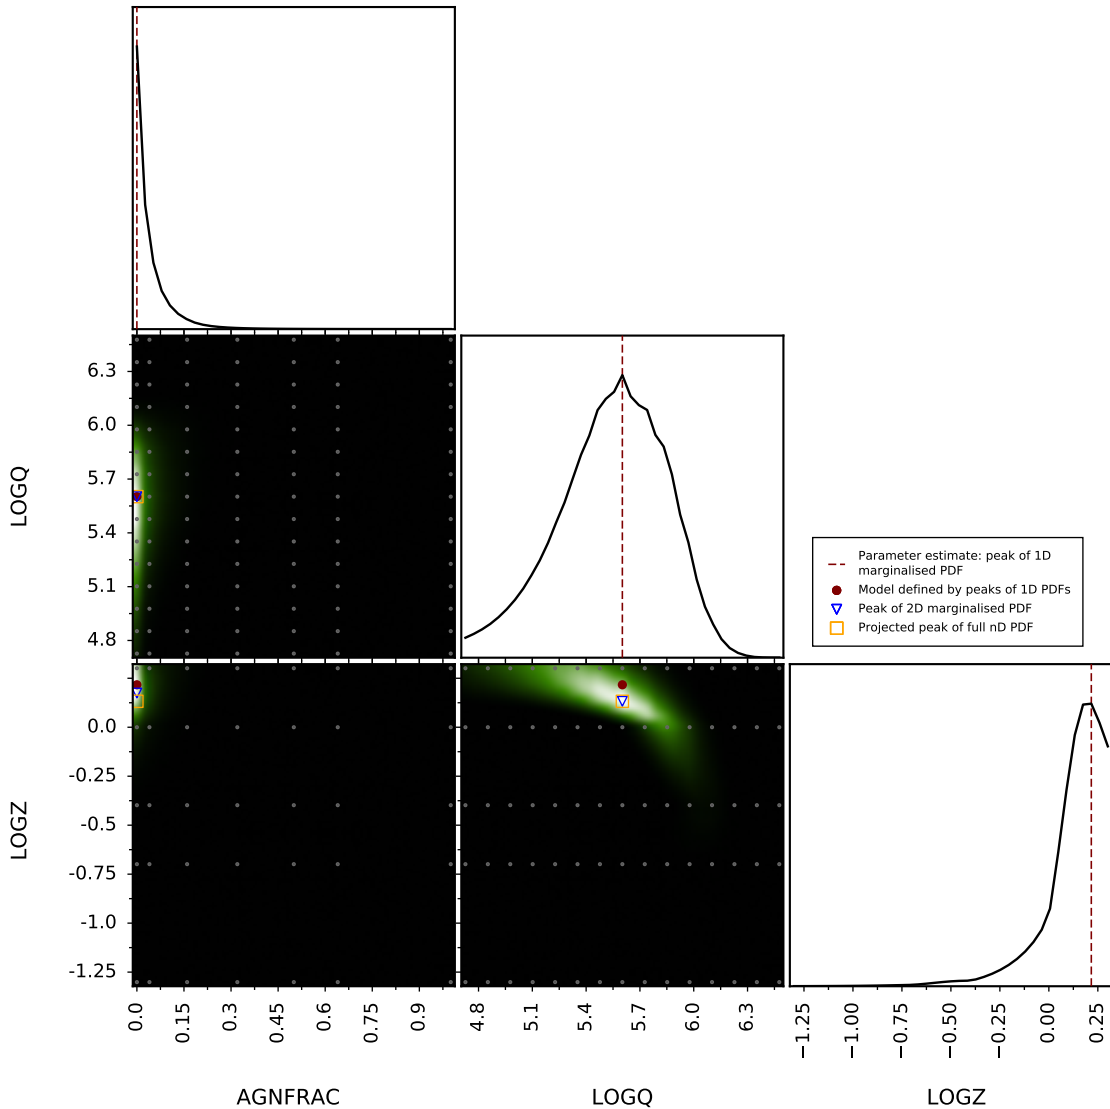 6.3
6.0
5.7
5.4
5.1
4.8
LOGQ
Parameter estimate: peak of 1D
marginalised PDF
Model defined by peaks of 1D PDFs
Peak of 2D marginalised PDF
Projected peak of full nD PDF
0.0
-0.25
-0.5
-0.75
-1.0
-1.25
LOGZ
0.0 0.15 0.3 0.45 0.6 0.75 0.9
4.8 5.1 5.4 5.7 6.0 6.3
−1.25 −1.00 −0.75 −0.50 −0.25 0.00 0.25
AGNFRAC LOGQ LOGZ